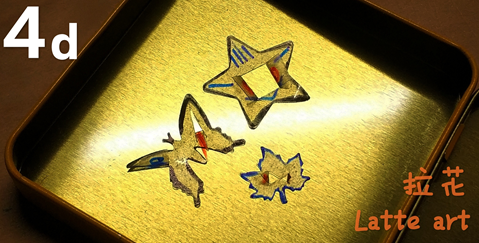 4d
拉花
Latte art